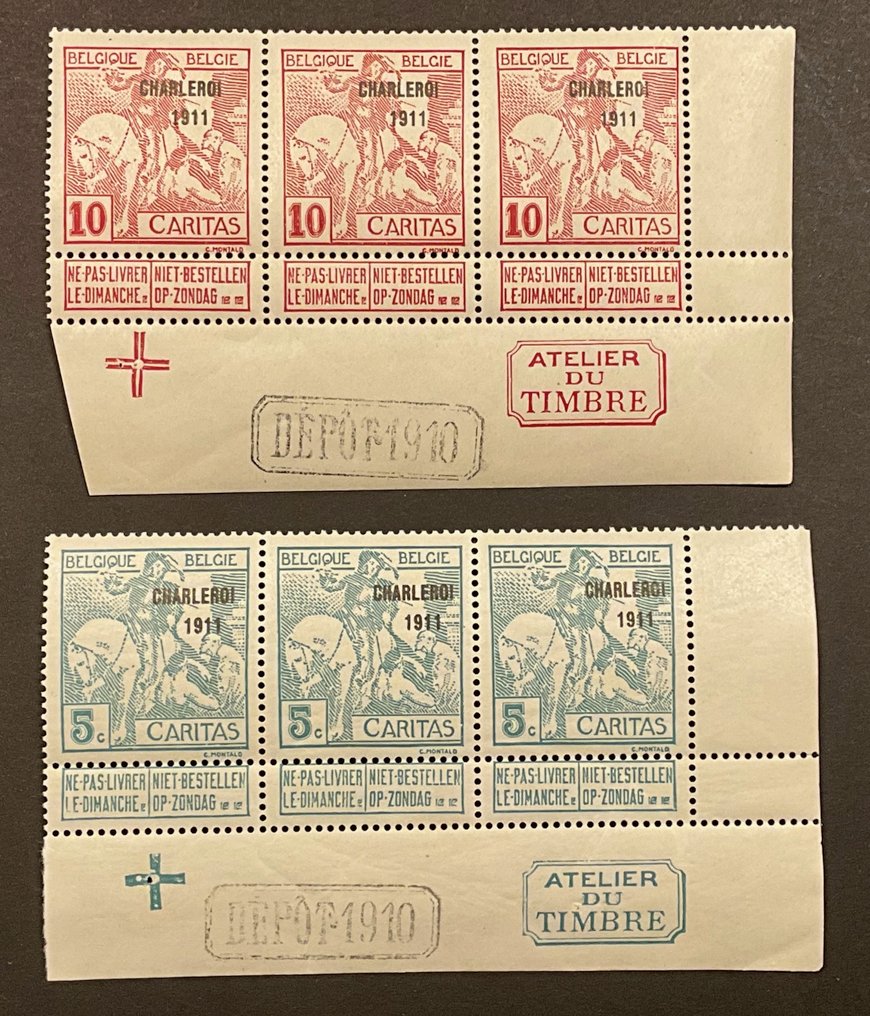 BELGIQUE BELGIE BELGIQUE BELGIE BELGIQUE BELGIE
CHARLEROI CHARLEROI CHARLEROI
1911 1911 1911
10 CARITAS 10 CARITAS 10 CARITAS
C. MONTALD C. MONTALD
NE·PAS·LIVRER NIET·BESTELLEN NE·PAS·LIVRER NIET·BESTELLEN NE·PAS·LIVRER NIET·BESTELLEN
LE·DIMANCHE OP·ZONDAG LE·DIMANCHE OP·ZONDAG LE·DIMANCHE OP·ZONDAG
ATELIER
DU
TIMBRE
DÉPÔT-1910
BELGIQUE BELGIE BELGIQUE BELGIE BELGIQUE BELGIE
CHARLEROI CHARLEROI CHARLEROI
1911 1911 1911
5c CARITAS 5c CARITAS 5c CARITAS
C. MONTALD C. MONTALD C. MONTALD
NE·PAS·LIVRER NIET·BESTELLEN NE·PAS·LIVRER NIET·BESTELLEN NE·PAS·LIVRER NIET·BESTELLEN
LE·DIMANCHE OP·ZONDAG LE·DIMANCHE OP·ZONDAG LE·DIMANCHE OP·ZONDAG
ATELIER
DU
TIMBRE
DÉPÔT-1910